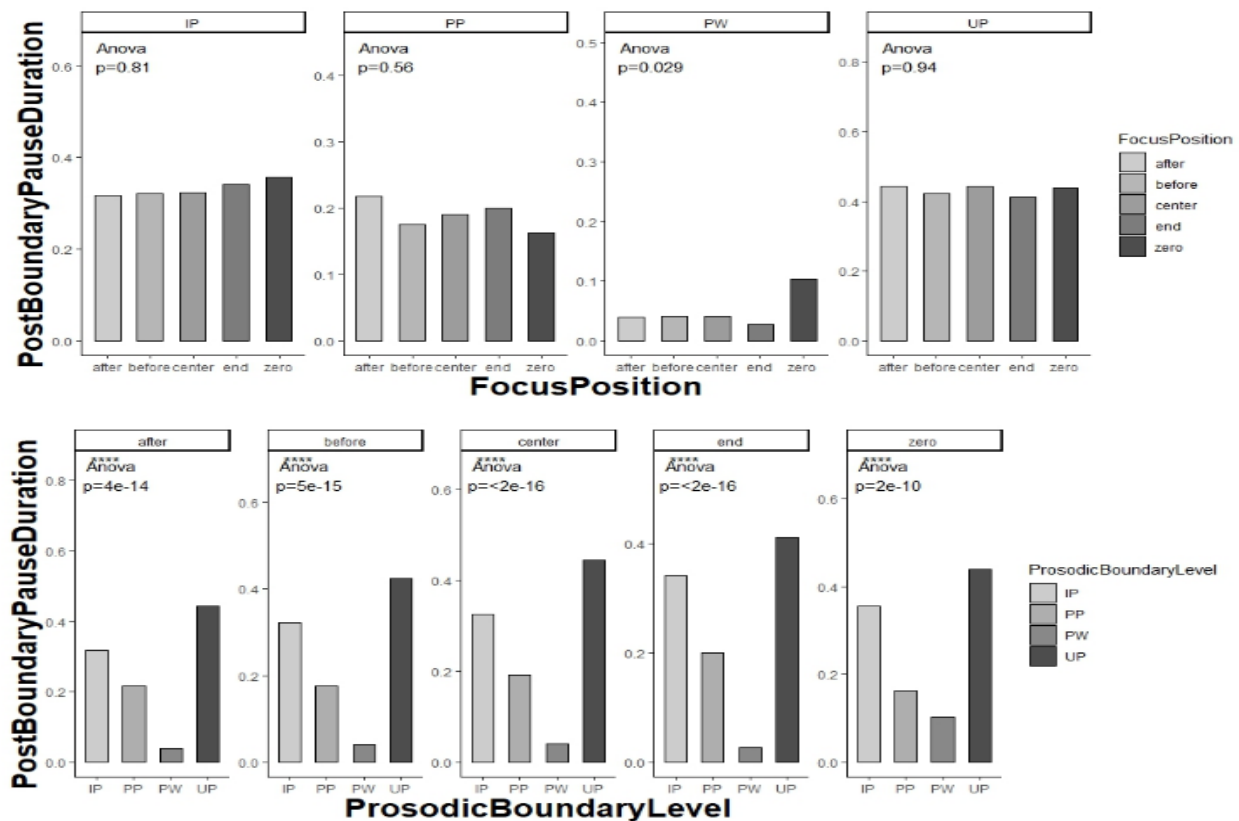 PostBoundaryPauseDuration
IP PP PW UP
Anova Anova Anova Anova
p=0.81 p=0.56 p=0.029 p=0.94
0.6 0.4 0.2 0.0
0.4 0.3 0.2 0.1 0.0
0.5 0.4 0.3 0.2 0.1 0.0
0.8 0.6 0.4 0.2 0.0
after before center end zero after before center end zero after before center end zero after before center end zero
FocusPosition
FocusPosition
after
before
center
end
zero
PostBoundaryPauseDuration
after before center end zero
**** **** **** **** ****
Anova Anova Anova Anova Anova
p=4e-14 p=5e-15 p=<2e-16 p=<2e-16 p=2e-10
0.8 0.6 0.4 0.2 0.0
0.6 0.4 0.2 0.0
0.6 0.4 0.2 0.0
0.4 0.2 0.0
0.6 0.4 0.2 0.0
IP PP PW UP IP PP PW UP IP PP PW UP IP PP PW UP IP PP PW UP
ProsodicBoundaryLevel
ProsodicBoundaryLevel
IP
PP
PW
UP